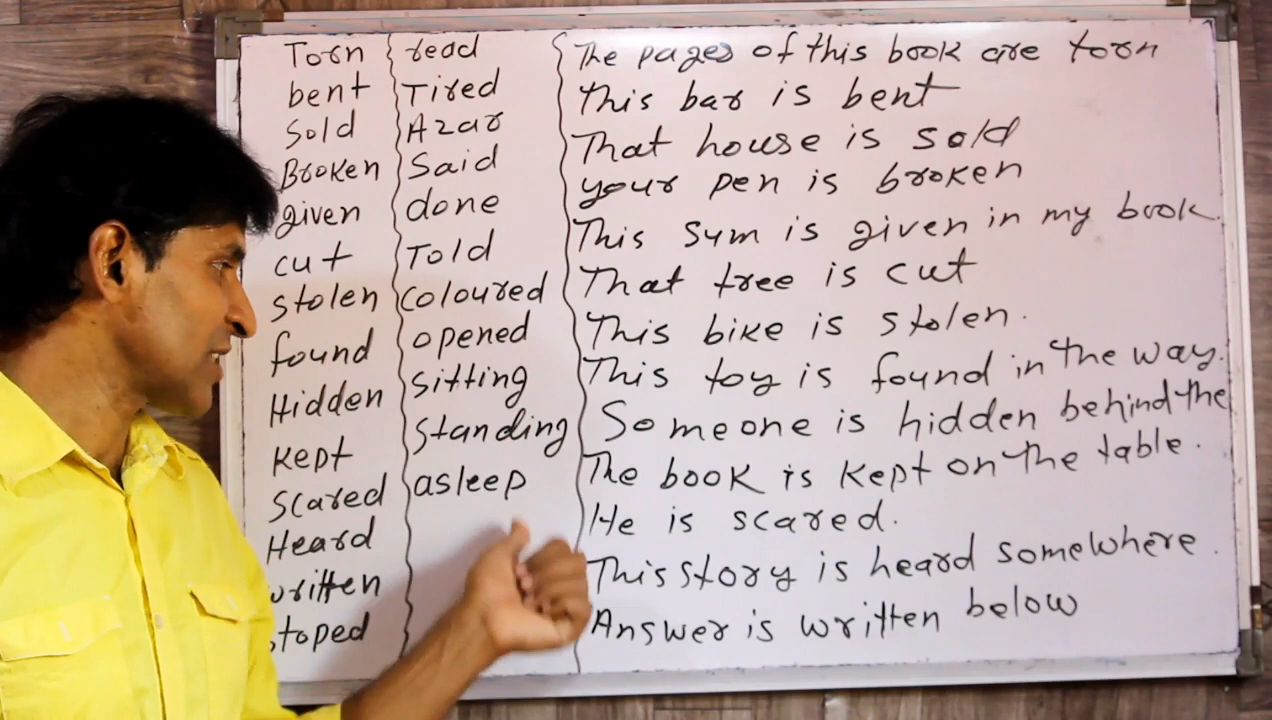 Torn
bent
Sold
Broken
given
cut
stolen
found
Hidden
Kept
Scared
Heard
written
stoped
read
Tired
Azar
Said
done
Told
coloured
opened
Sitting
Standing
asleep
The pages of this book are torn
This bar is bent
That house is sold
your pen is broken
This sum is given in my book.
That tree is cut
This bike is stolen.
This toy is found in the way.
Someone is hidden behind the
The book is kept on the table.
He is scared.
This story is heard somewhere.
Answer is written below